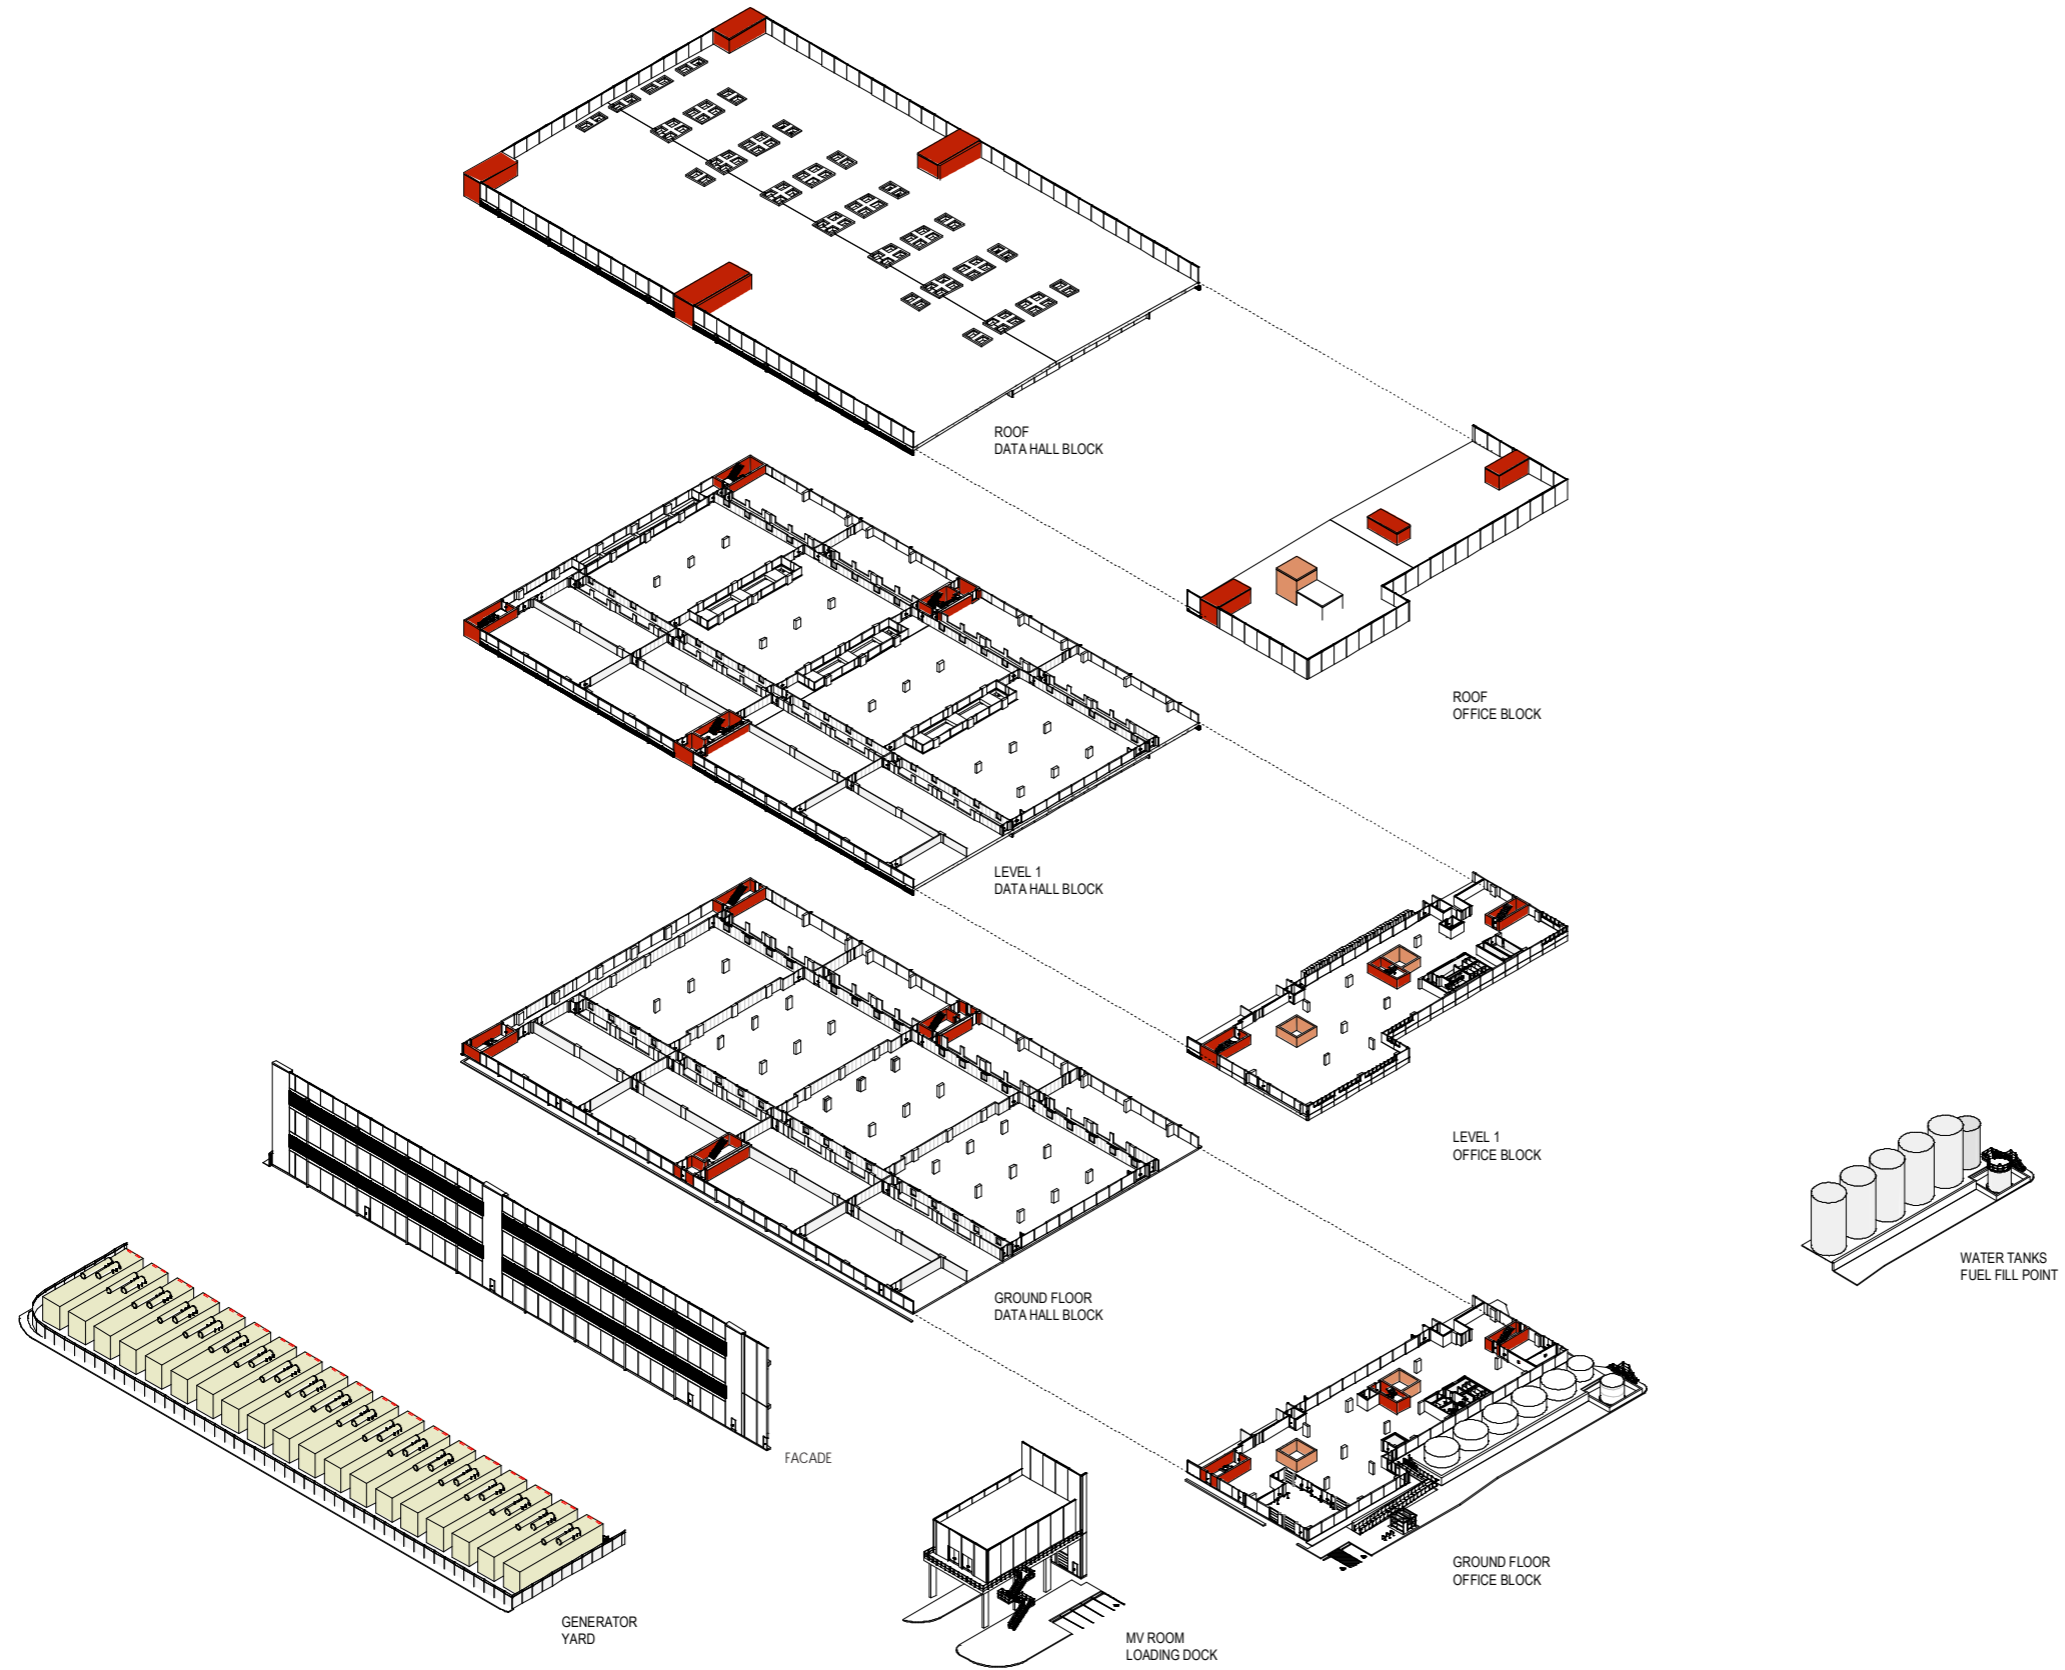 ROOF
DATA HALL BLOCK
ROOF
OFFICE BLOCK
LEVEL 1
DATA HALL BLOCK
LEVEL 1
OFFICE BLOCK
WATER TANKS
FUEL FILL POINT
GROUND FLOOR
DATA HALL BLOCK
FACADE
GROUND FLOOR
OFFICE BLOCK
GENERATOR
YARD
MV ROOM
LOADING DOCK